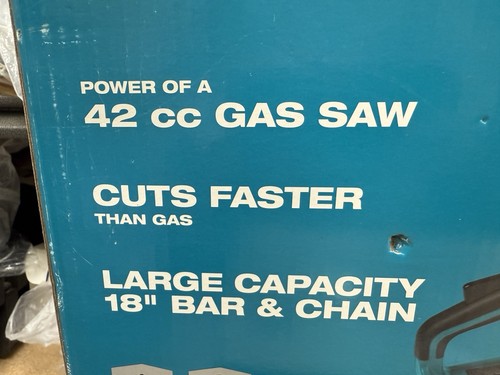 POWER OF A
42 cc GAS SAW
CUTS FASTER
THAN GAS
LARGE CAPACITY
18" BAR & CHAIN